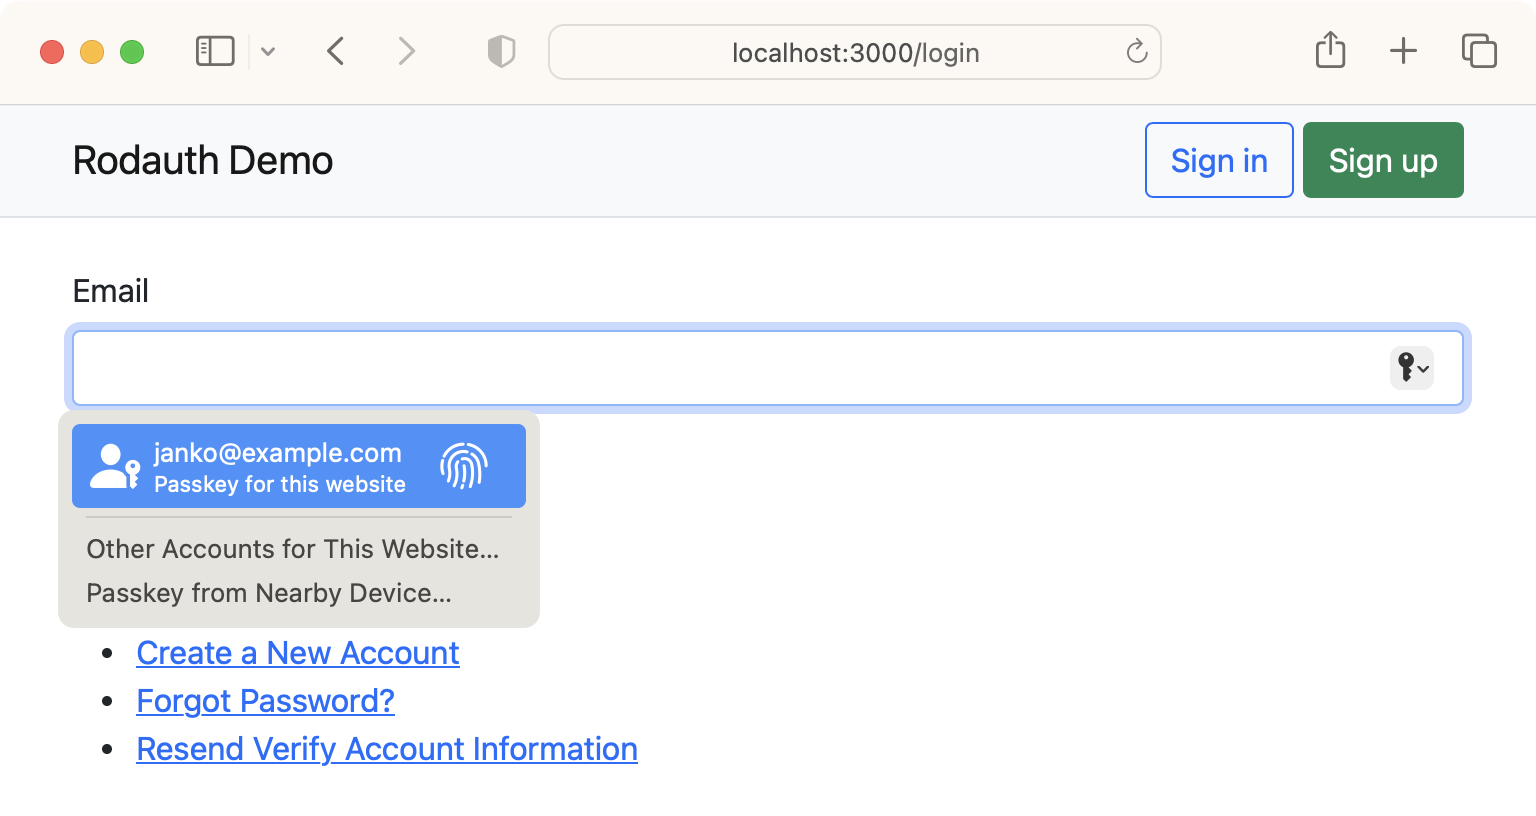 localhost:3000/login
Rodauth Demo
Sign in
Sign up
Email
janko@example.com
Passkey for this website
Other Accounts for This Website...
Passkey from Nearby Device...
Create a New Account
Forgot Password?
Resend Verify Account Information